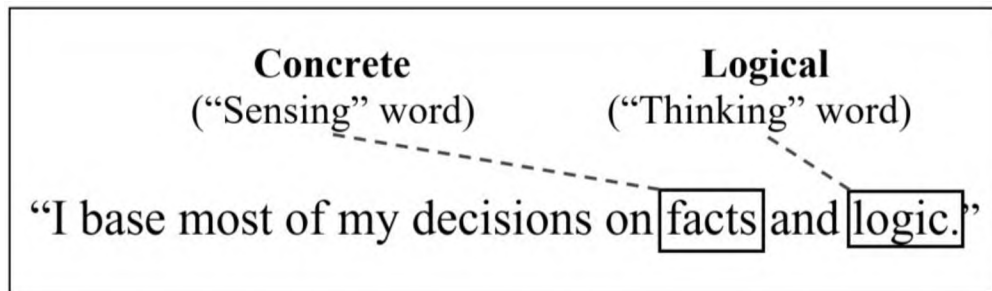 Concrete Logical
(“Sensing” word) (“Thinking” word)
“I base most of my decisions on facts and logic.”